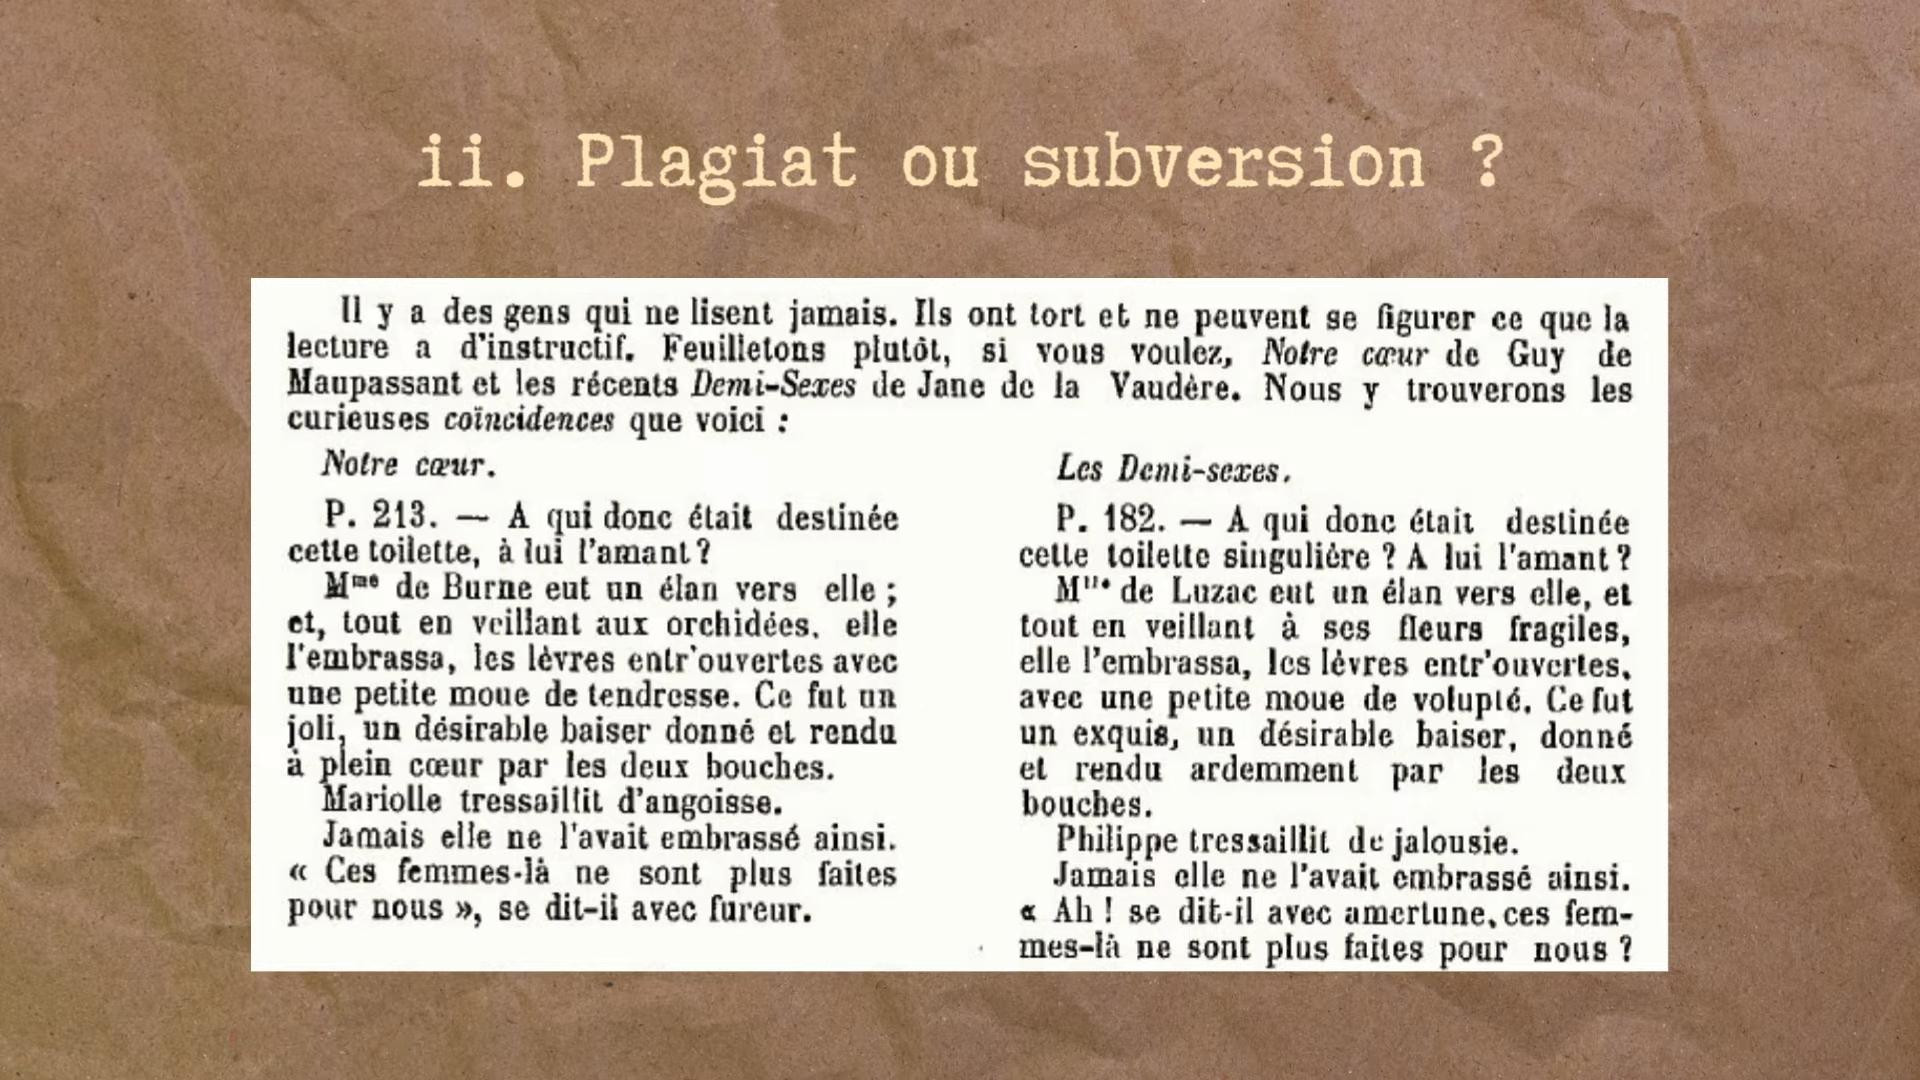 ii. Plagiat ou subversion ?
Il y a des gens qui ne lisent jamais. Ils ont tort et ne peuvent se figurer ce que la
lecture a d'instructif. Feuilletons plutôt, si vous voulez, Notre cœur de Guy de
Maupassant et les récents Demi-Sexes de Jane de la Vaudère. Nous y trouverons les
curieuses coïncidences que voici :
Notre cœur.
P. 213. — A qui donc était destinée
cette toilette, à lui l'amant ?
Mme de Burne eut un élan vers elle ;
et, tout en veillant aux orchidées, elle
l'embrassa, les lèvres entr'ouvertes avec
une petite moue de tendresse. Ce fut un
joli, un désirable baiser donné et rendu
à plein cœur par les deux bouches.
Mariolle tressaillit d'angoisse.
Jamais elle ne l'avait embrassé ainsi.
« Ces femmes-là ne sont plus faites
pour nous », se dit-il avec fureur.
Les Demi-sexes.
P. 182. — A qui donc était destinée
cette toilette singulière ? A lui l'amant ?
Mlle de Luzac eut un élan vers elle, et
tout en veillant à ses fleurs fragiles,
elle l'embrassa, les lèvres entr'ouvertes,
avec une petite moue de volupté. Ce fut
un exquis, un désirable baiser, donné
et rendu ardemment par les deux
bouches.
Philippe tressaillit de jalousie.
Jamais elle ne l'avait embrassé ainsi.
« Ah ! se dit-il avec amertune, ces fem-
mes-là ne sont plus faites pour nous ?